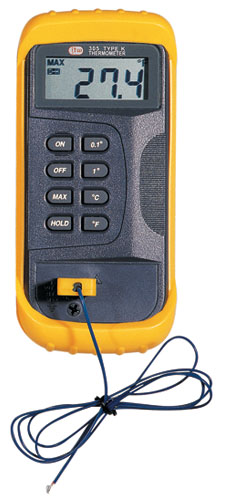 MAX
27.4
305 TYPE K
THERMOMETER
ON 0.1°
OFF 1°
MAX °C
HOLD °F